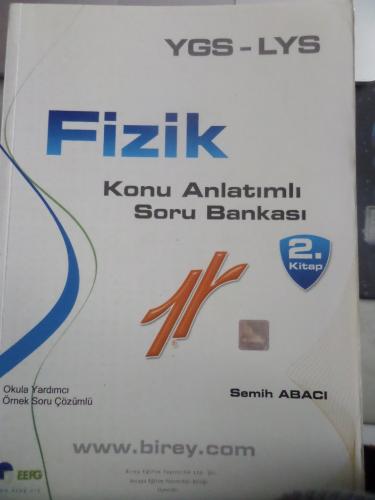 YGS - LYS
Fizik
Konu Anlatımlı
Soru Bankası
2.
Kitap
Okula Yardımcı
Örnek Soru Çözümlü
Semih ABACI
www.birey.com